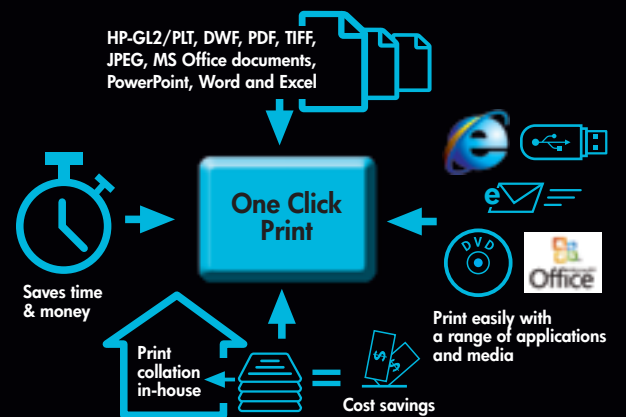 HP-GL2/PLT, DWF, PDF, TIFF,
JPEG, MS Office documents,
PowerPoint, Word and Excel
One Click
Print
Saves time
& money
e
DVD
Office
Print easily with
a range of applications
and media
Print
collation
in-house
=
$ $
Cost savings